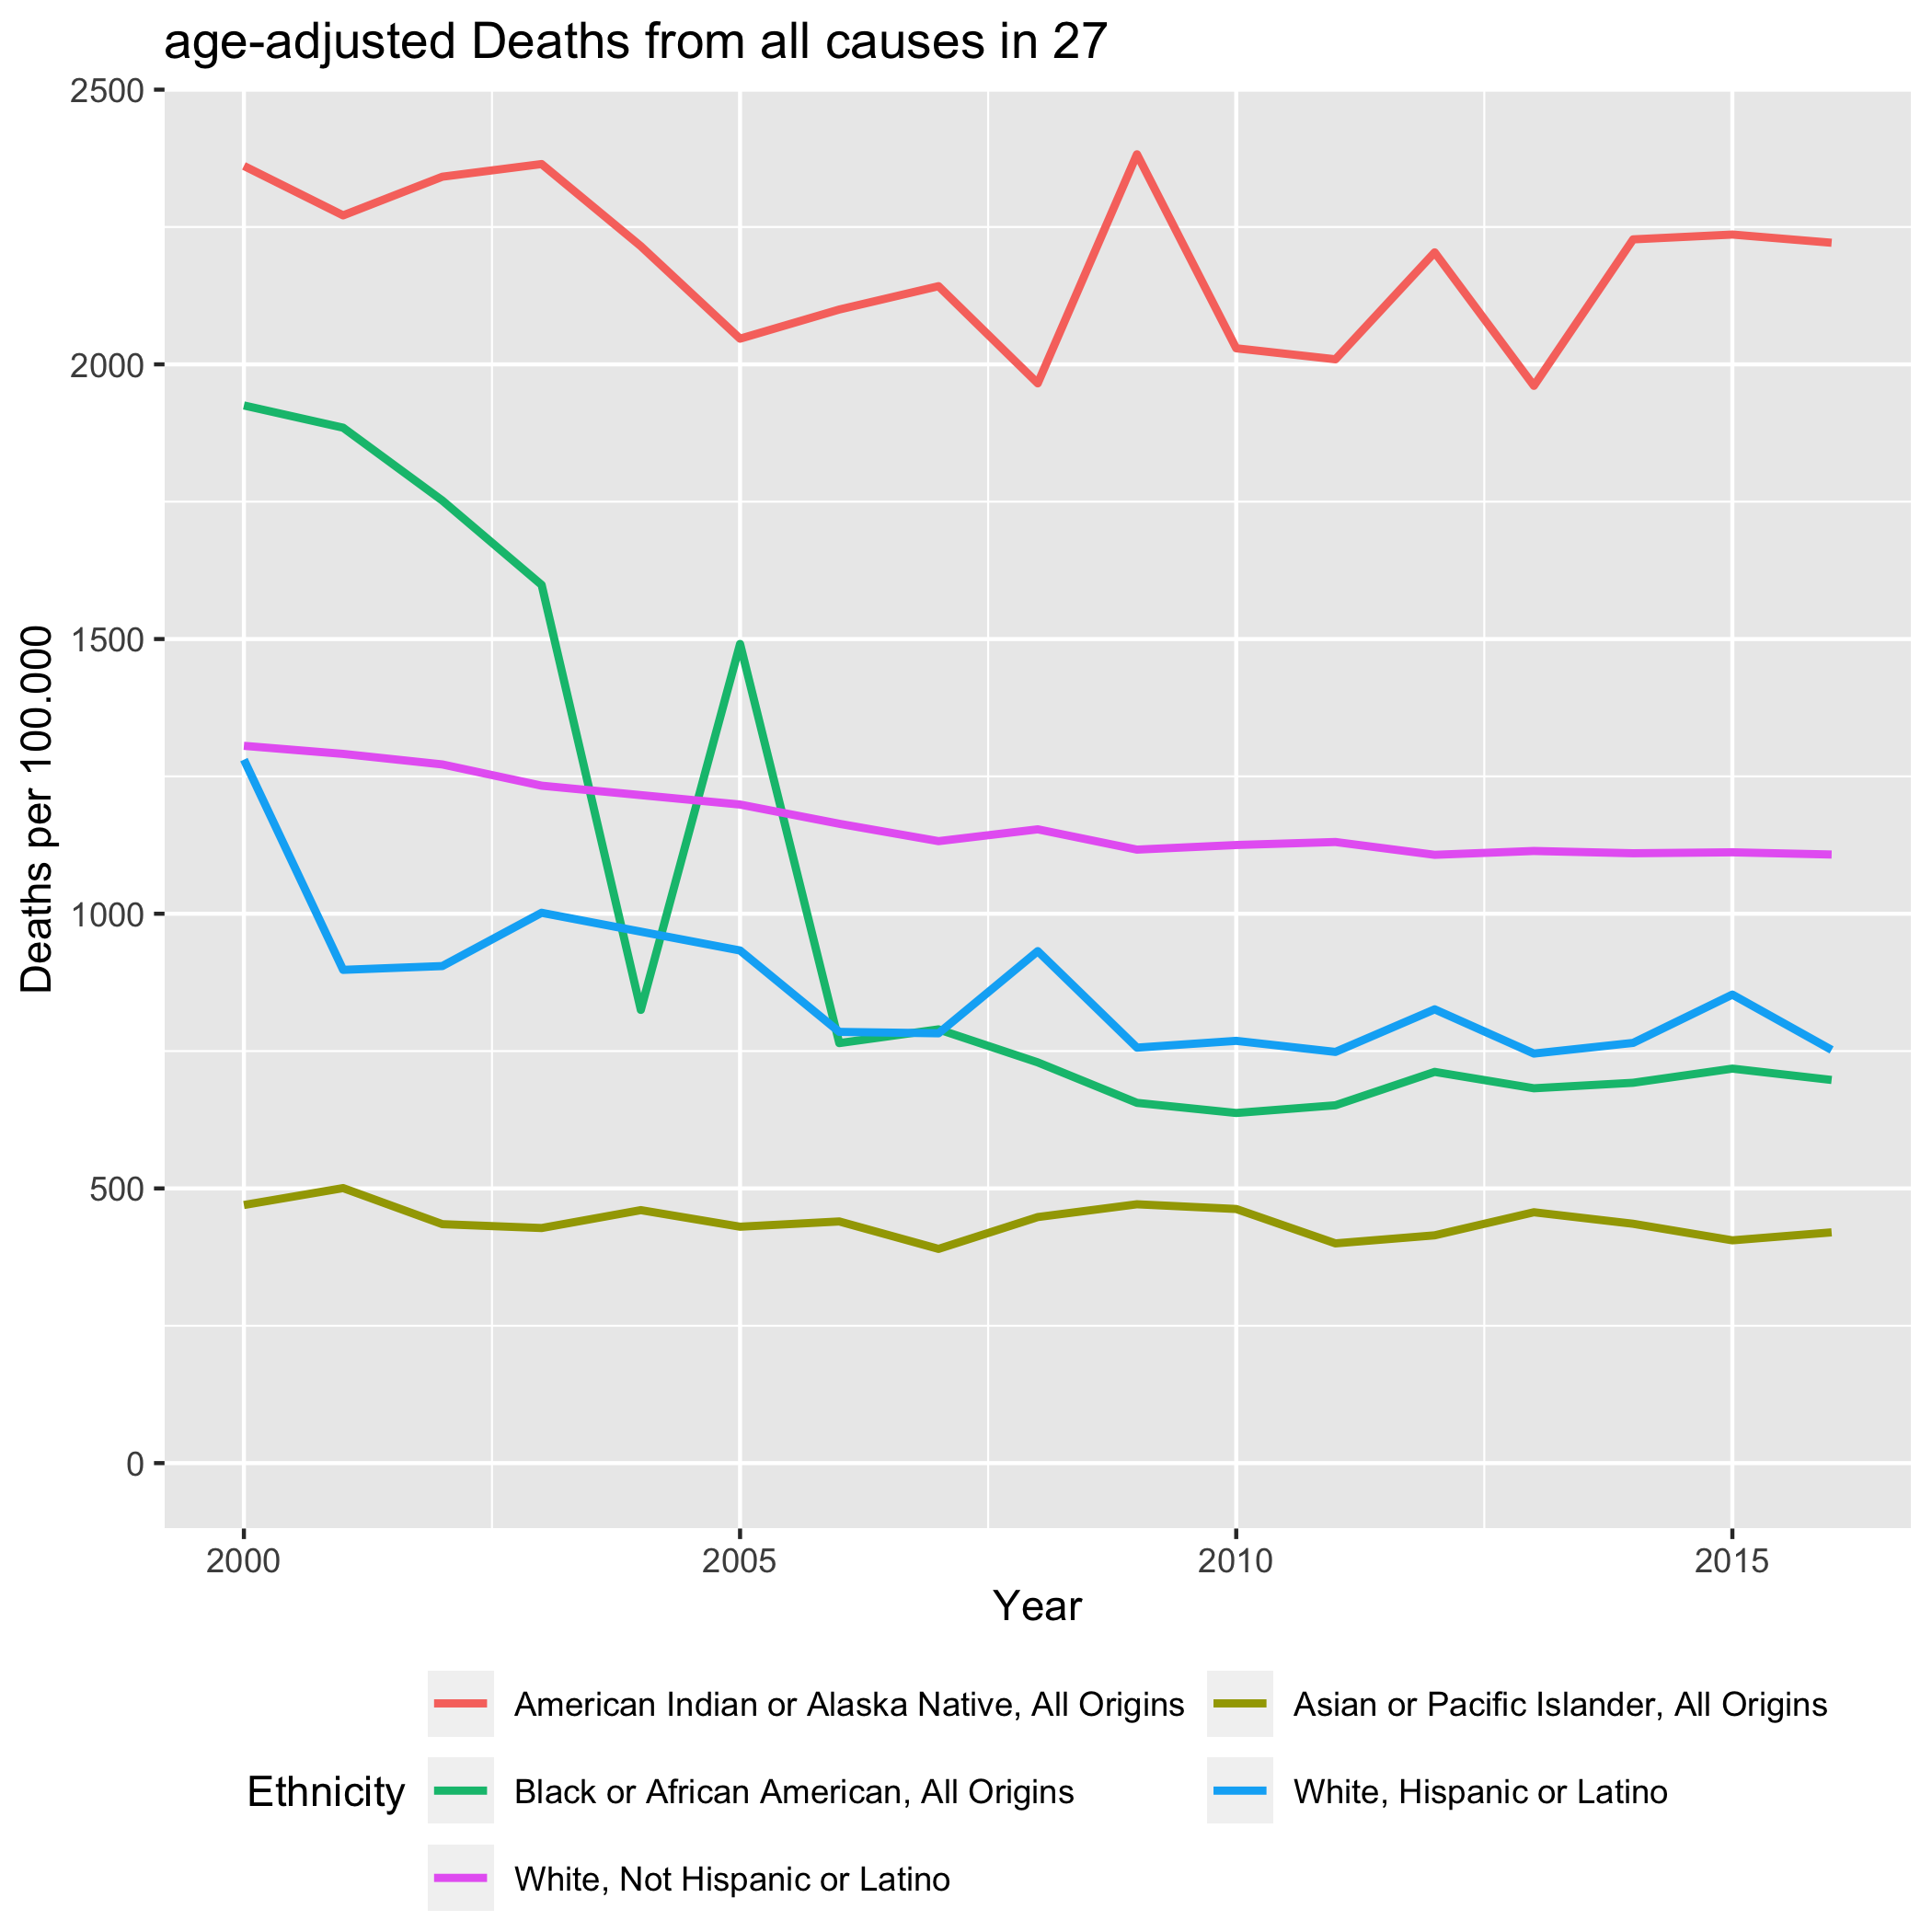 age-adjusted Deaths from all causes in 27
2500
2000
1500
1000
500
0
Deaths per 100.000
2000 2005 2010 2015
Year
Ethnicity
American Indian or Alaska Native, All Origins
Asian or Pacific Islander, All Origins
Black or African American, All Origins
White, Hispanic or Latino
White, Not Hispanic or Latino